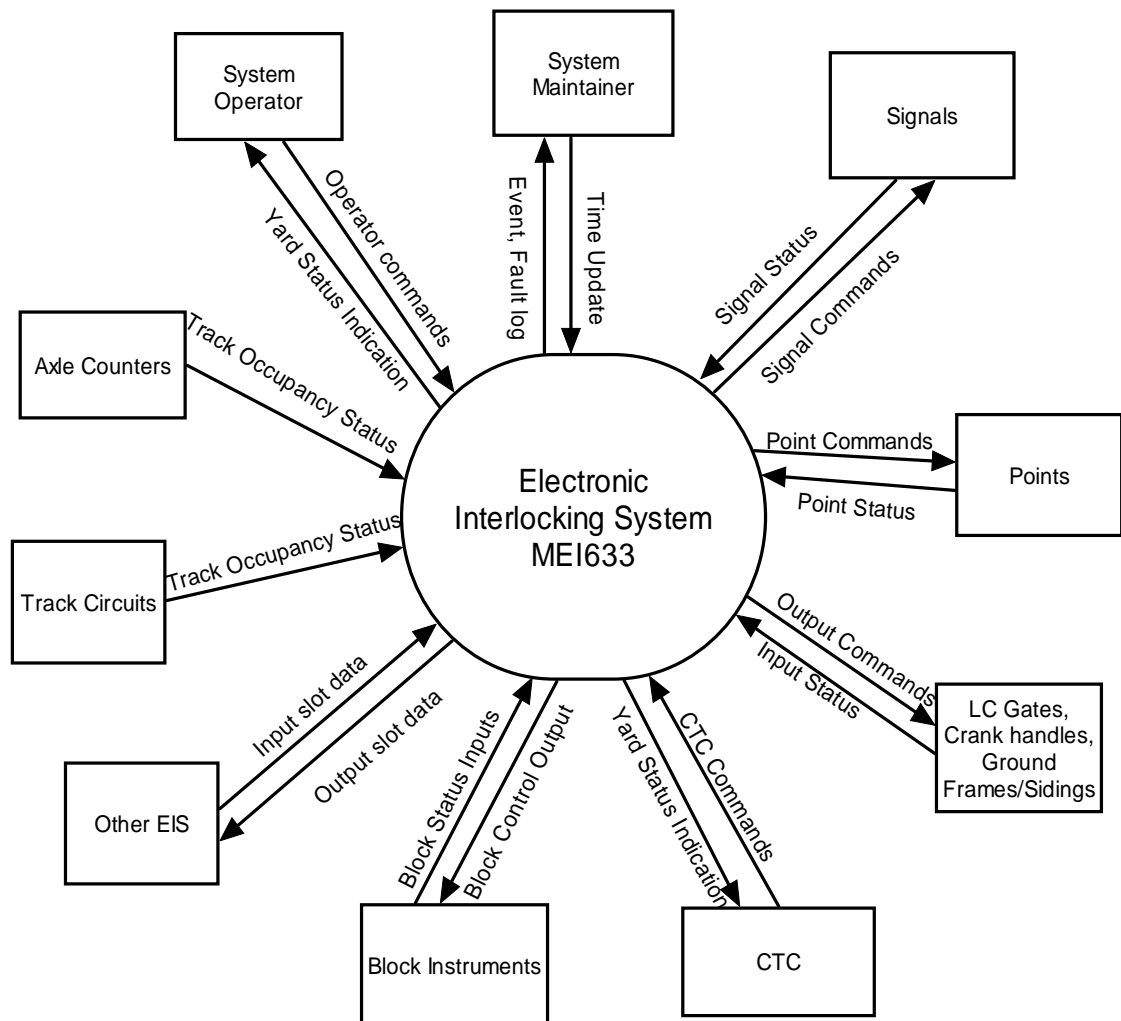 System
Operator
System
Maintainer
Signals
Operator commands
Yard Status Indication
Event, Fault log
Time Update
Signal Status
Signal Commands
Axle Counters
Track Occupancy Status
Point Commands
Points
Point Status
Electronic
Interlocking System
MEI633
Track Circuits
Track Occupancy Status
Output Commands
Input Status
LC Gates,
Crank handles,
Ground
Frames/Sidings
Input slot data
Output slot data
Other EIS
Block Status Inputs
Block Control Output
Yard Status Indication
CTC Commands
Block Instruments
CTC